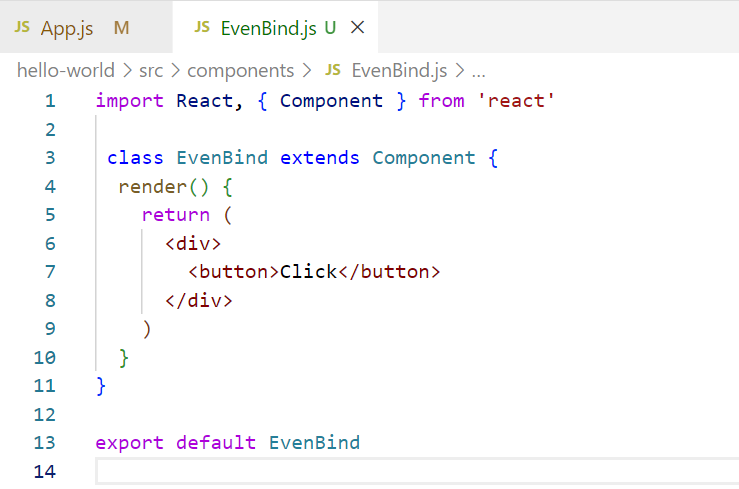 JS App.js M JS EvenBind.js U ×
hello-world > src > components > JS EvenBind.js > ...
1 import React, { Component } from 'react'
2
3 class EvenBind extends Component {
4 render() {
5 return (
6 <div>
7 <button>Click</button>
8 </div>
9 )
10 }
11 }
12
13 export default EvenBind
14